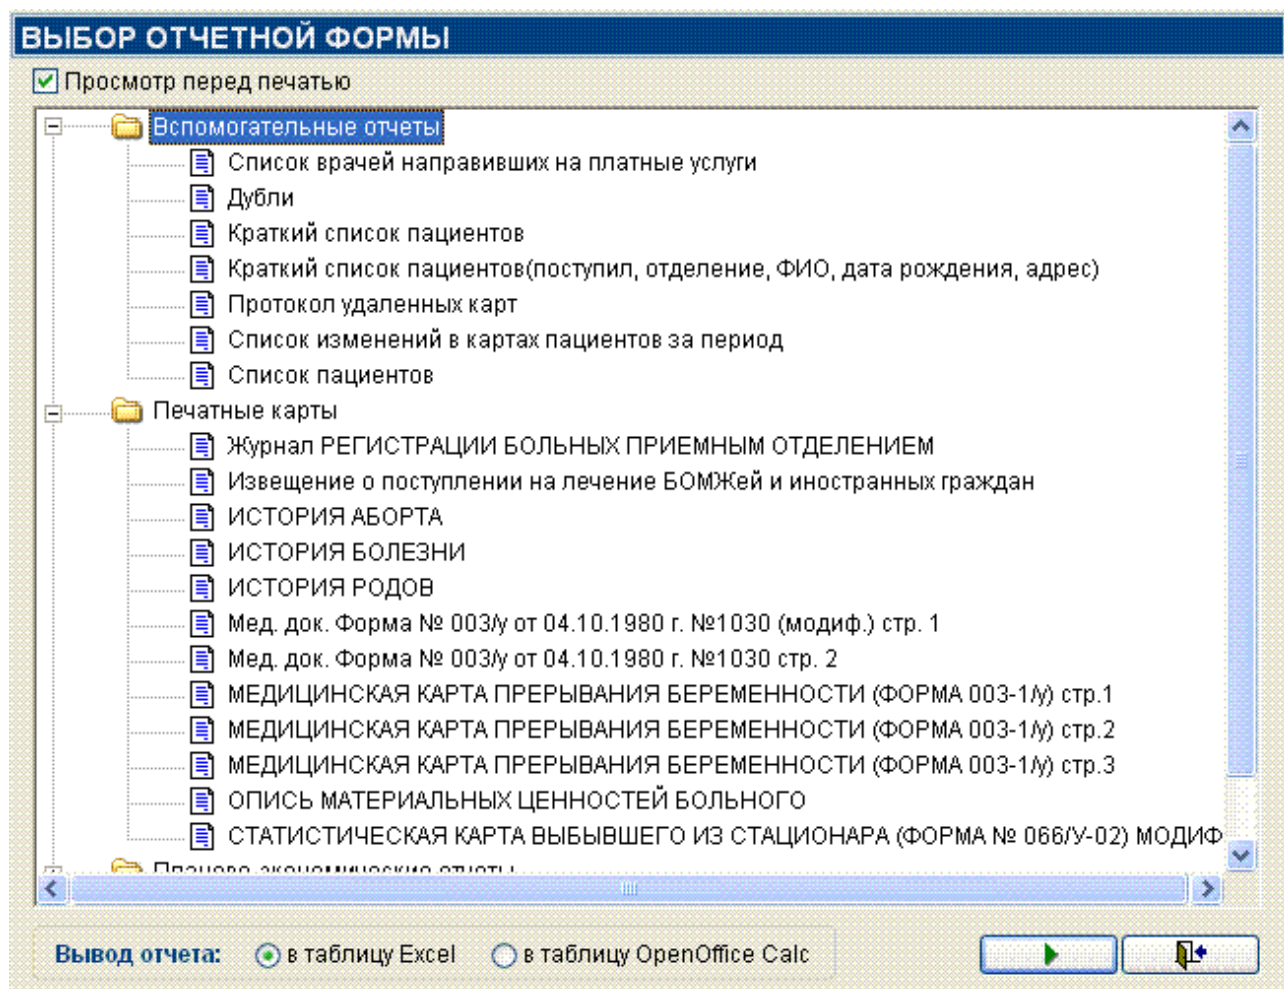 ВЫБОР ОТЧЕТНОЙ ФОРМЫ
Просмотр перед печатью
Вспомогательные отчеты
Список врачей направивших на платные услуги
Дубли
Краткий список пациентов
Краткий список пациентов(поступил, отделение, ФИО, дата рождения, адрес)
Протокол удаленных карт
Список изменений в картах пациентов за период
Список пациентов
Печатные карты
Журнал РЕГИСТРАЦИИ БОЛЬНЫХ ПРИЕМНЫМ ОТДЕЛЕНИЕМ
Извещение о поступлении на лечение БОМЖей и иностранных граждан
ИСТОРИЯ АБОРТА
ИСТОРИЯ БОЛЕЗНИ
ИСТОРИЯ РОДОВ
Мед. док. Форма № 003/у от 04.10.1980 г. №1030 (модиф.) стр. 1
Мед. док. Форма № 003/у от 04.10.1980 г. №1030 стр. 2
МЕДИЦИНСКАЯ КАРТА ПРЕРЫВАНИЯ БЕРЕМЕННОСТИ (ФОРМА 003-1/у) стр.1
МЕДИЦИНСКАЯ КАРТА ПРЕРЫВАНИЯ БЕРЕМЕННОСТИ (ФОРМА 003-1/у) стр.2
МЕДИЦИНСКАЯ КАРТА ПРЕРЫВАНИЯ БЕРЕМЕННОСТИ (ФОРМА 003-1/у) стр.3
ОПИСЬ МАТЕРИАЛЬНЫХ ЦЕННОСТЕЙ БОЛЬНОГО
СТАТИСТИЧЕСКАЯ КАРТА ВЫБЫВШЕГО ИЗ СТАЦИОНАРА (ФОРМА № 066/У-02) МОДИФ
Планово-экономические отчеты
Вывод отчета: в таблицу Excel в таблицу OpenOffice Calc